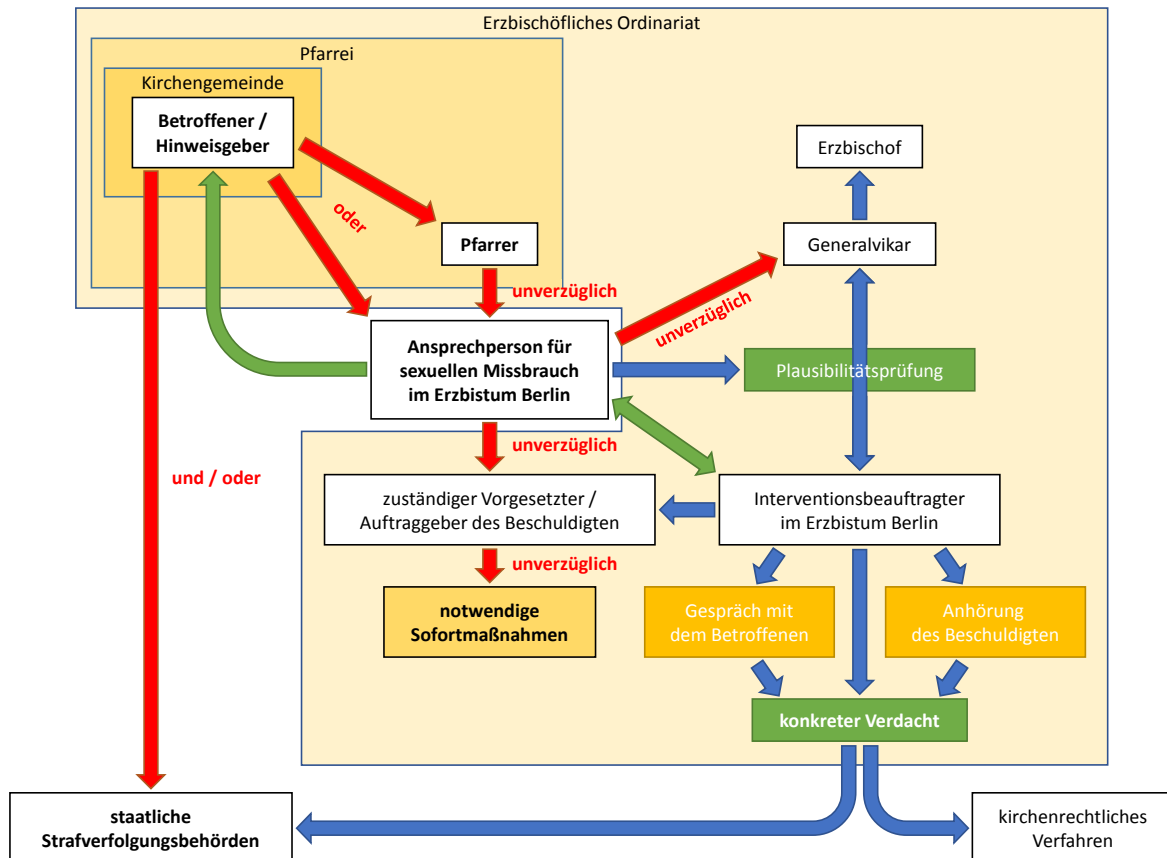 Erzbischöfliches Ordinariat
Pfarrei
Kirchengemeinde
Betroffener /
Hinweisgeber
Erzbischof
oder
Pfarrer
Generalvikar
unverzüglich
unverzüglich
Ansprechperson für
sexuellen Missbrauch
im Erzbistum Berlin
Plausibilitätsprüfung
unverzüglich
und / oder
zuständiger Vorgesetzter /
Auftraggeber des Beschuldigten
Interventionsbeauftragter
im Erzbistum Berlin
unverzüglich
notwendige
Sofortmaßnahmen
Gespräch mit
dem Betroffenen
Anhörung
des Beschuldigten
konkreter Verdacht
staatliche
Strafverfolgungsbehörden
kirchenrechtliches
Verfahren